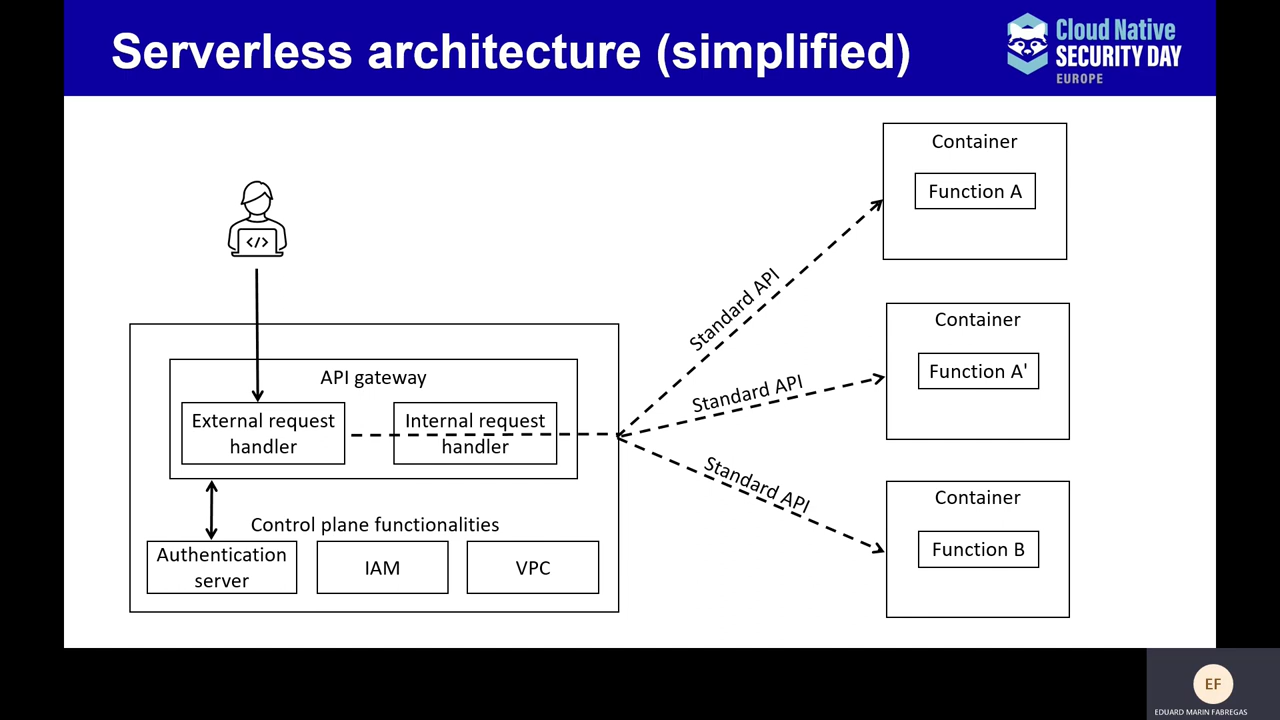 Serverless architecture (simplified)
Cloud Native
SECURITY DAY
EUROPE
</>
API gateway
External request
handler
Internal request
handler
Control plane functionalities
Authentication
server
IAM
VPC
Standard API
Standard API
Standard API
Container
Function A
Container
Function A'
Container
Function B
EF
EDUARD MARIN FABREGAS